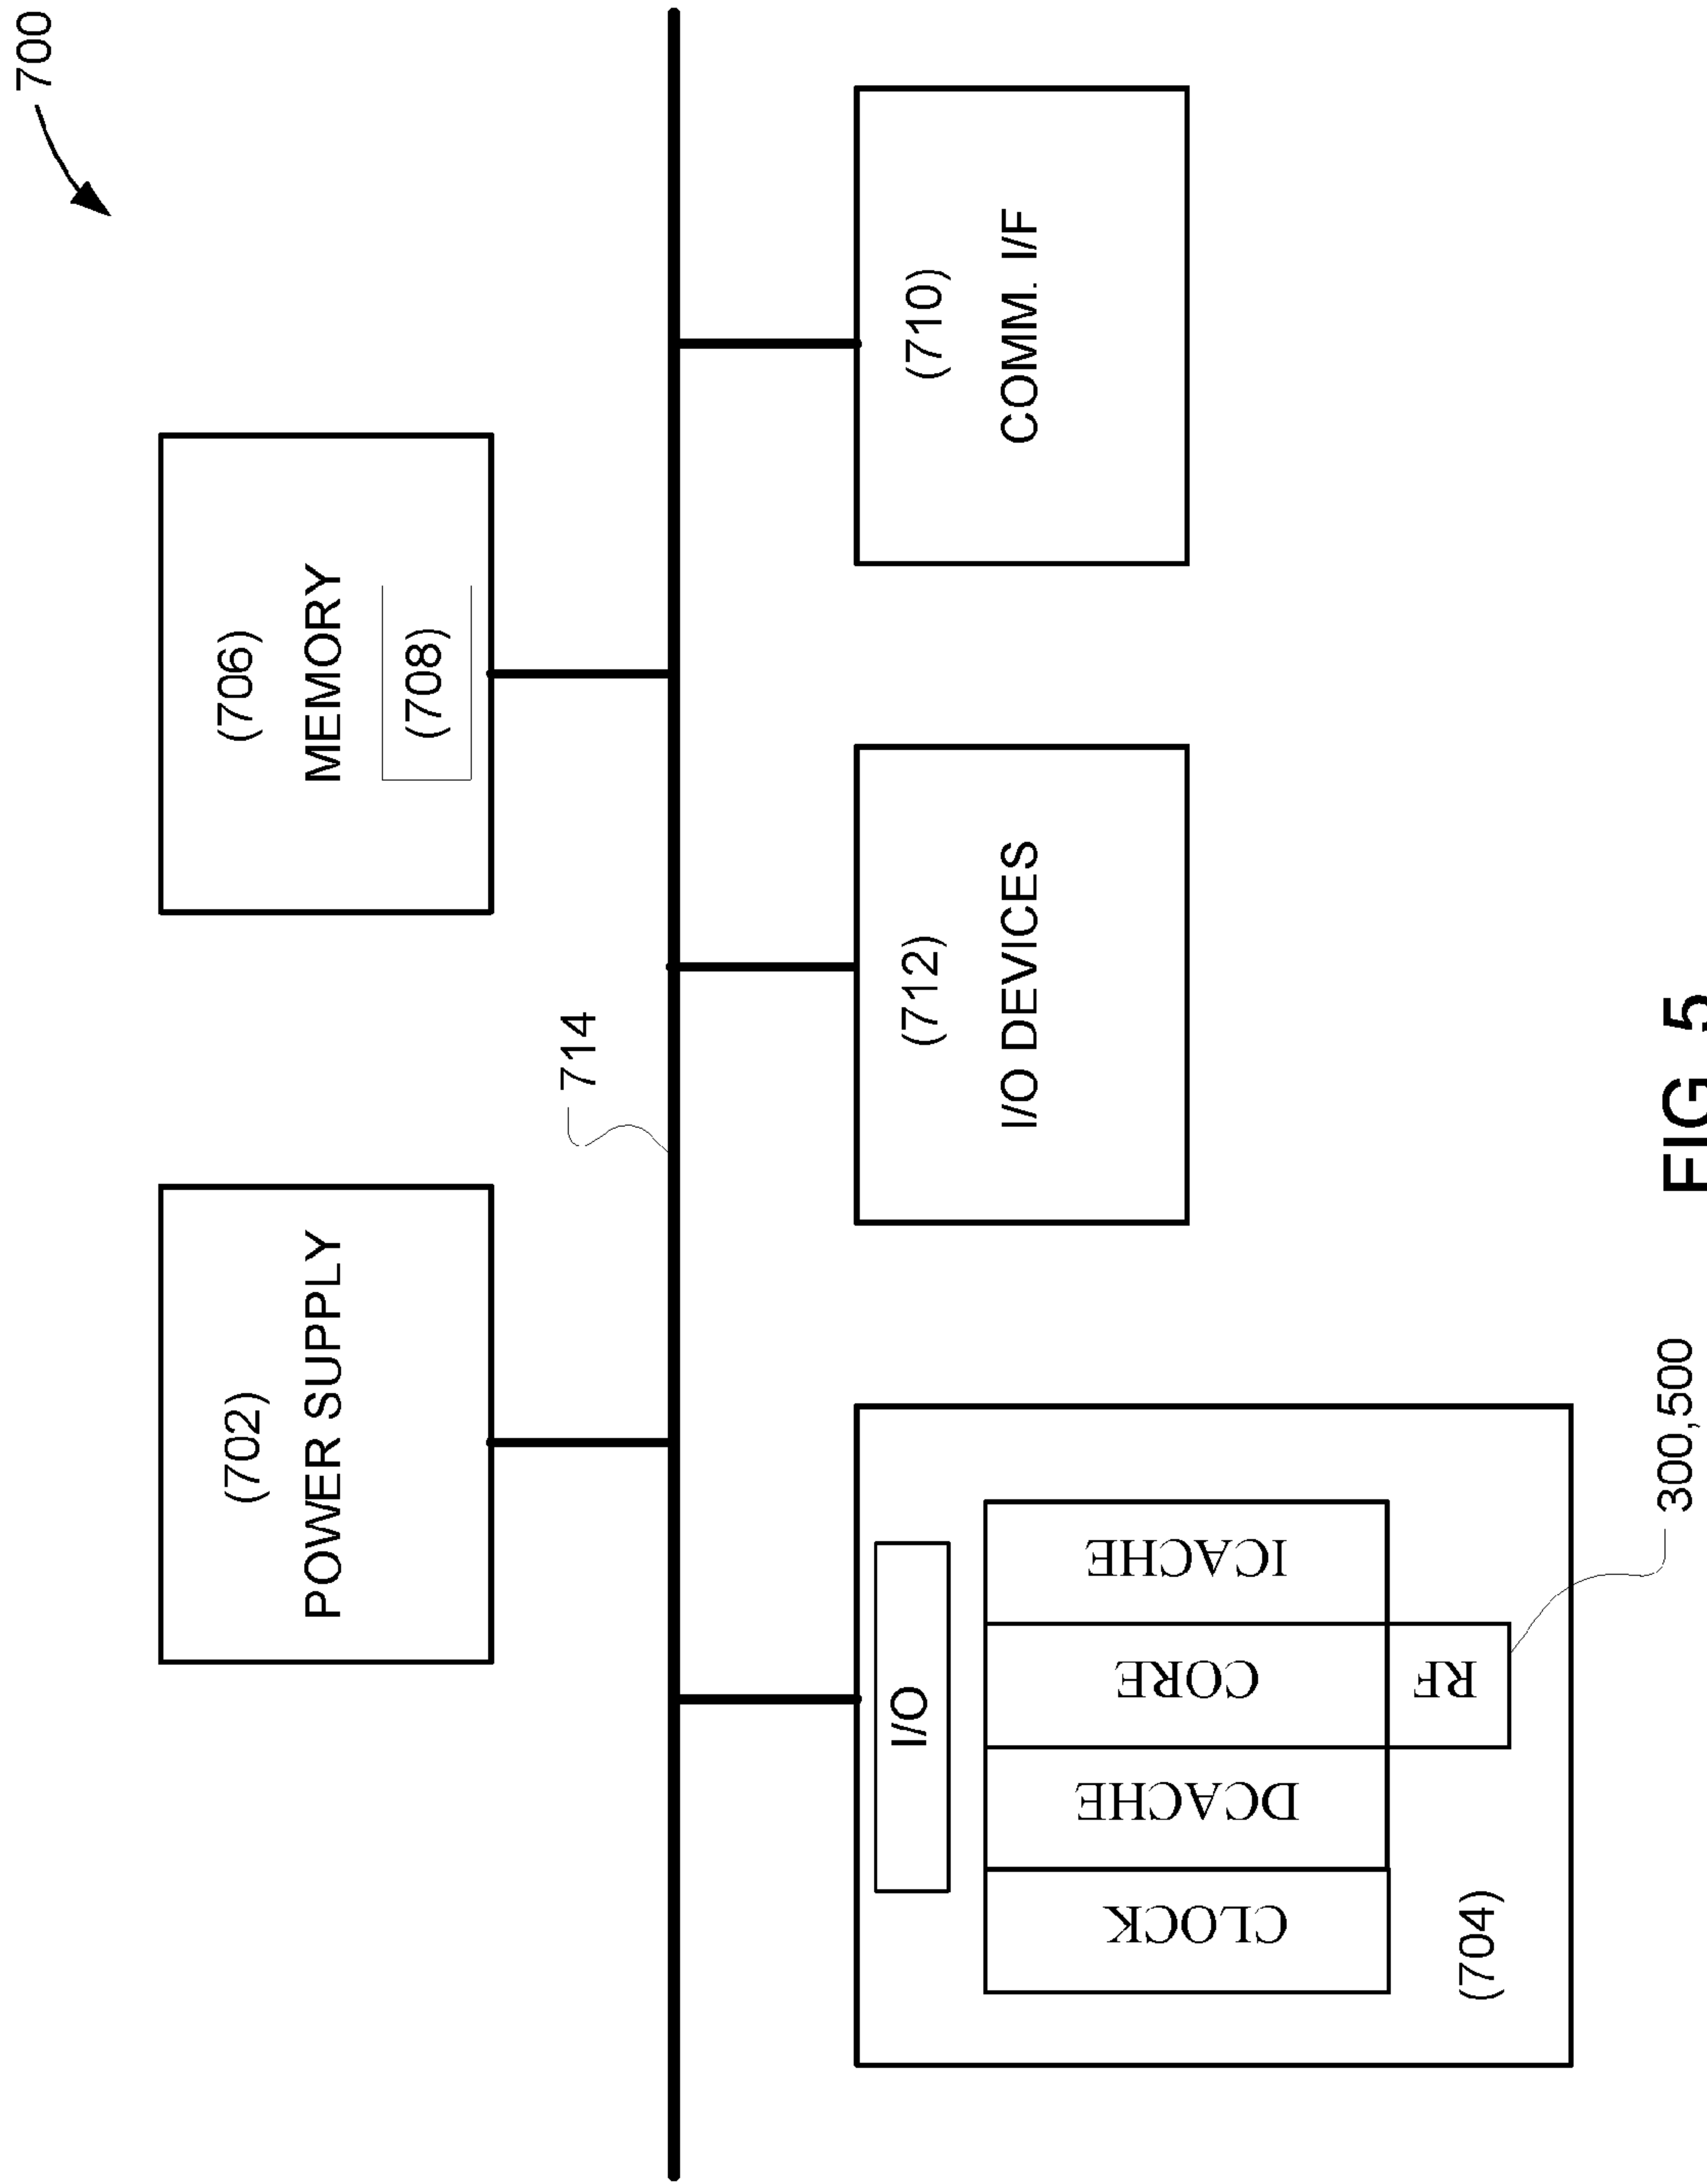 700
(702)
POWER SUPPLY
(706)
MEMORY
(708)
714
I/O
CLOCK
DCACHE
CORE
ICACHE
RF
(704)
300,500
(712)
I/O DEVICES
(710)
COMM. I/F
FIG 5